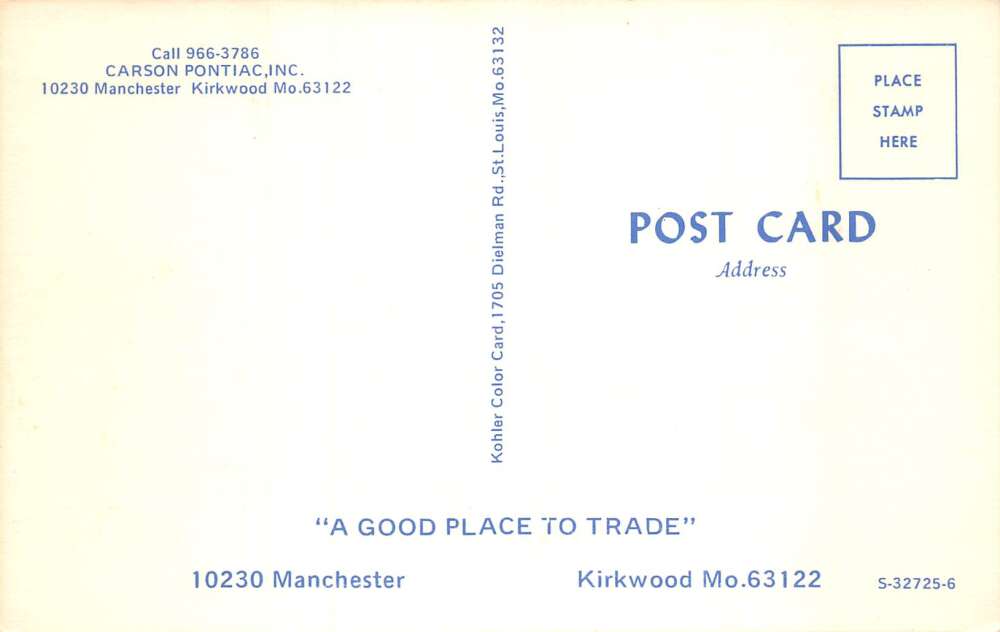 Call 966-3786
CARSON PONTIAC,INC.
10230 Manchester Kirkwood Mo.63122
Kohler Color Card,1705 Dielman Rd.,St.Louis,Mo.63132
PLACE
STAMP
HERE
POST CARD
Address
"A GOOD PLACE TO TRADE"
10230 Manchester Kirkwood Mo.63122
S-32725-6